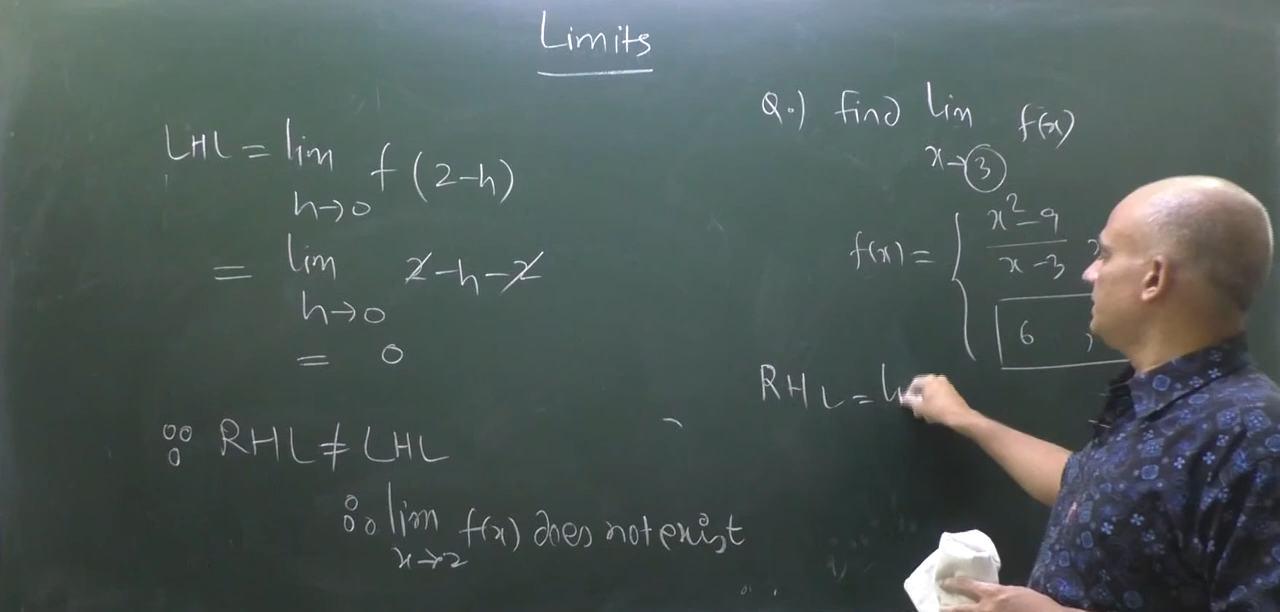 Limits
LHL = lim f(2-h)
h→0
= lim 2-h-2
h→0
= 0
∵ RHL ≠ LHL
∴ lim f(x) does not exist
x→2
Q.) find lim f(x)
x→3
f(x) = { x²-9
x-3
6 ,
RHL =